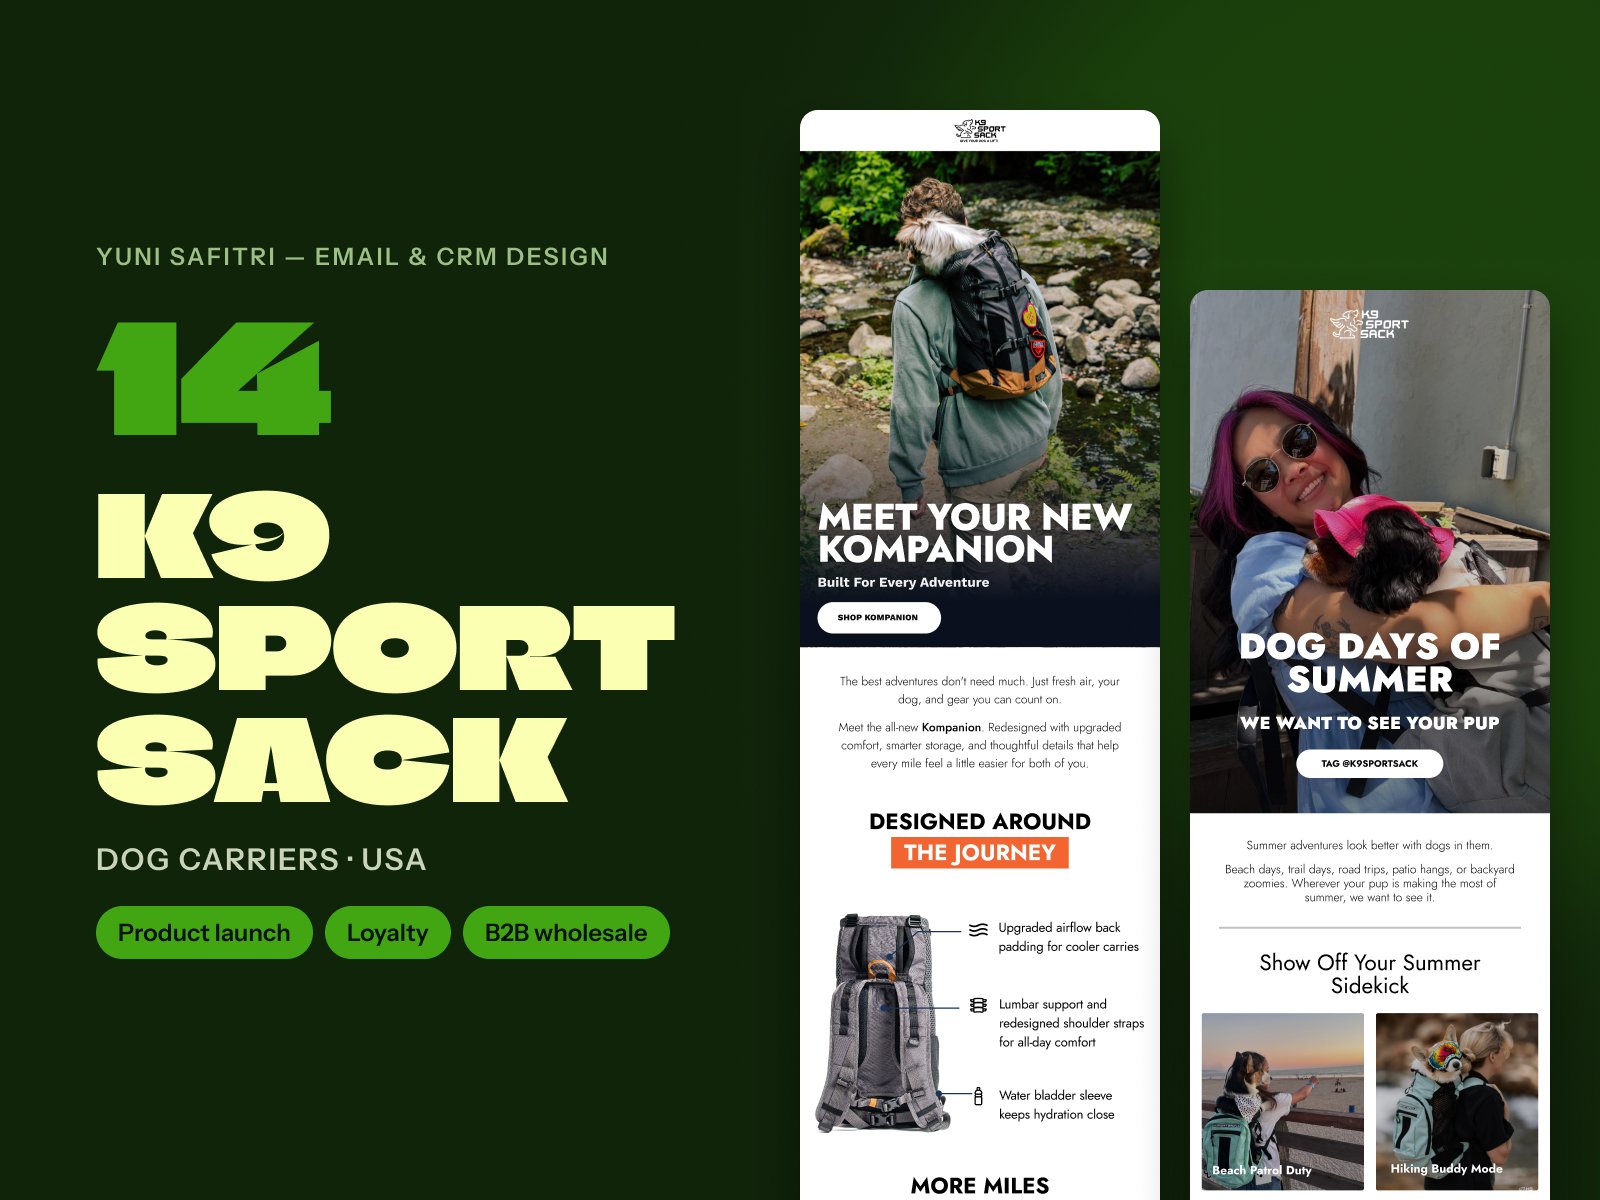 YUNI SAFITRI — EMAIL & CRM DESIGN
14
K9
SPORT
SACK
DOG CARRIERS · USA
Product launch
Loyalty
B2B wholesale
K9
SPORT
SACK
GIVE YOUR DOG A LIFT!
MEET YOUR NEW
KOMPANION
Built For Every Adventure
SHOP KOMPANION
The best adventures don't need much. Just fresh air, your
dog, and gear you can count on.
Meet the all-new Kompanion. Redesigned with upgraded
comfort, smarter storage, and thoughtful details that help
every mile feel a little easier for both of you.
DESIGNED AROUND
THE JOURNEY
Upgraded airflow back
padding for cooler carries
Lumbar support and
redesigned shoulder straps
for all-day comfort
Water bladder sleeve
keeps hydration close
MORE MILES
K9
SPORT
SACK
DOG DAYS OF
SUMMER
WE WANT TO SEE YOUR PUP
TAG @K9SPORTSACK
Summer adventures look better with dogs in them.
Beach days, trail days, road trips, patio hangs, or backyard
zoomies. Wherever your pup is making the most of
summer, we want to see it.
Show Off Your Summer
Sidekick
Beach Patrol Duty
Hiking Buddy Mode